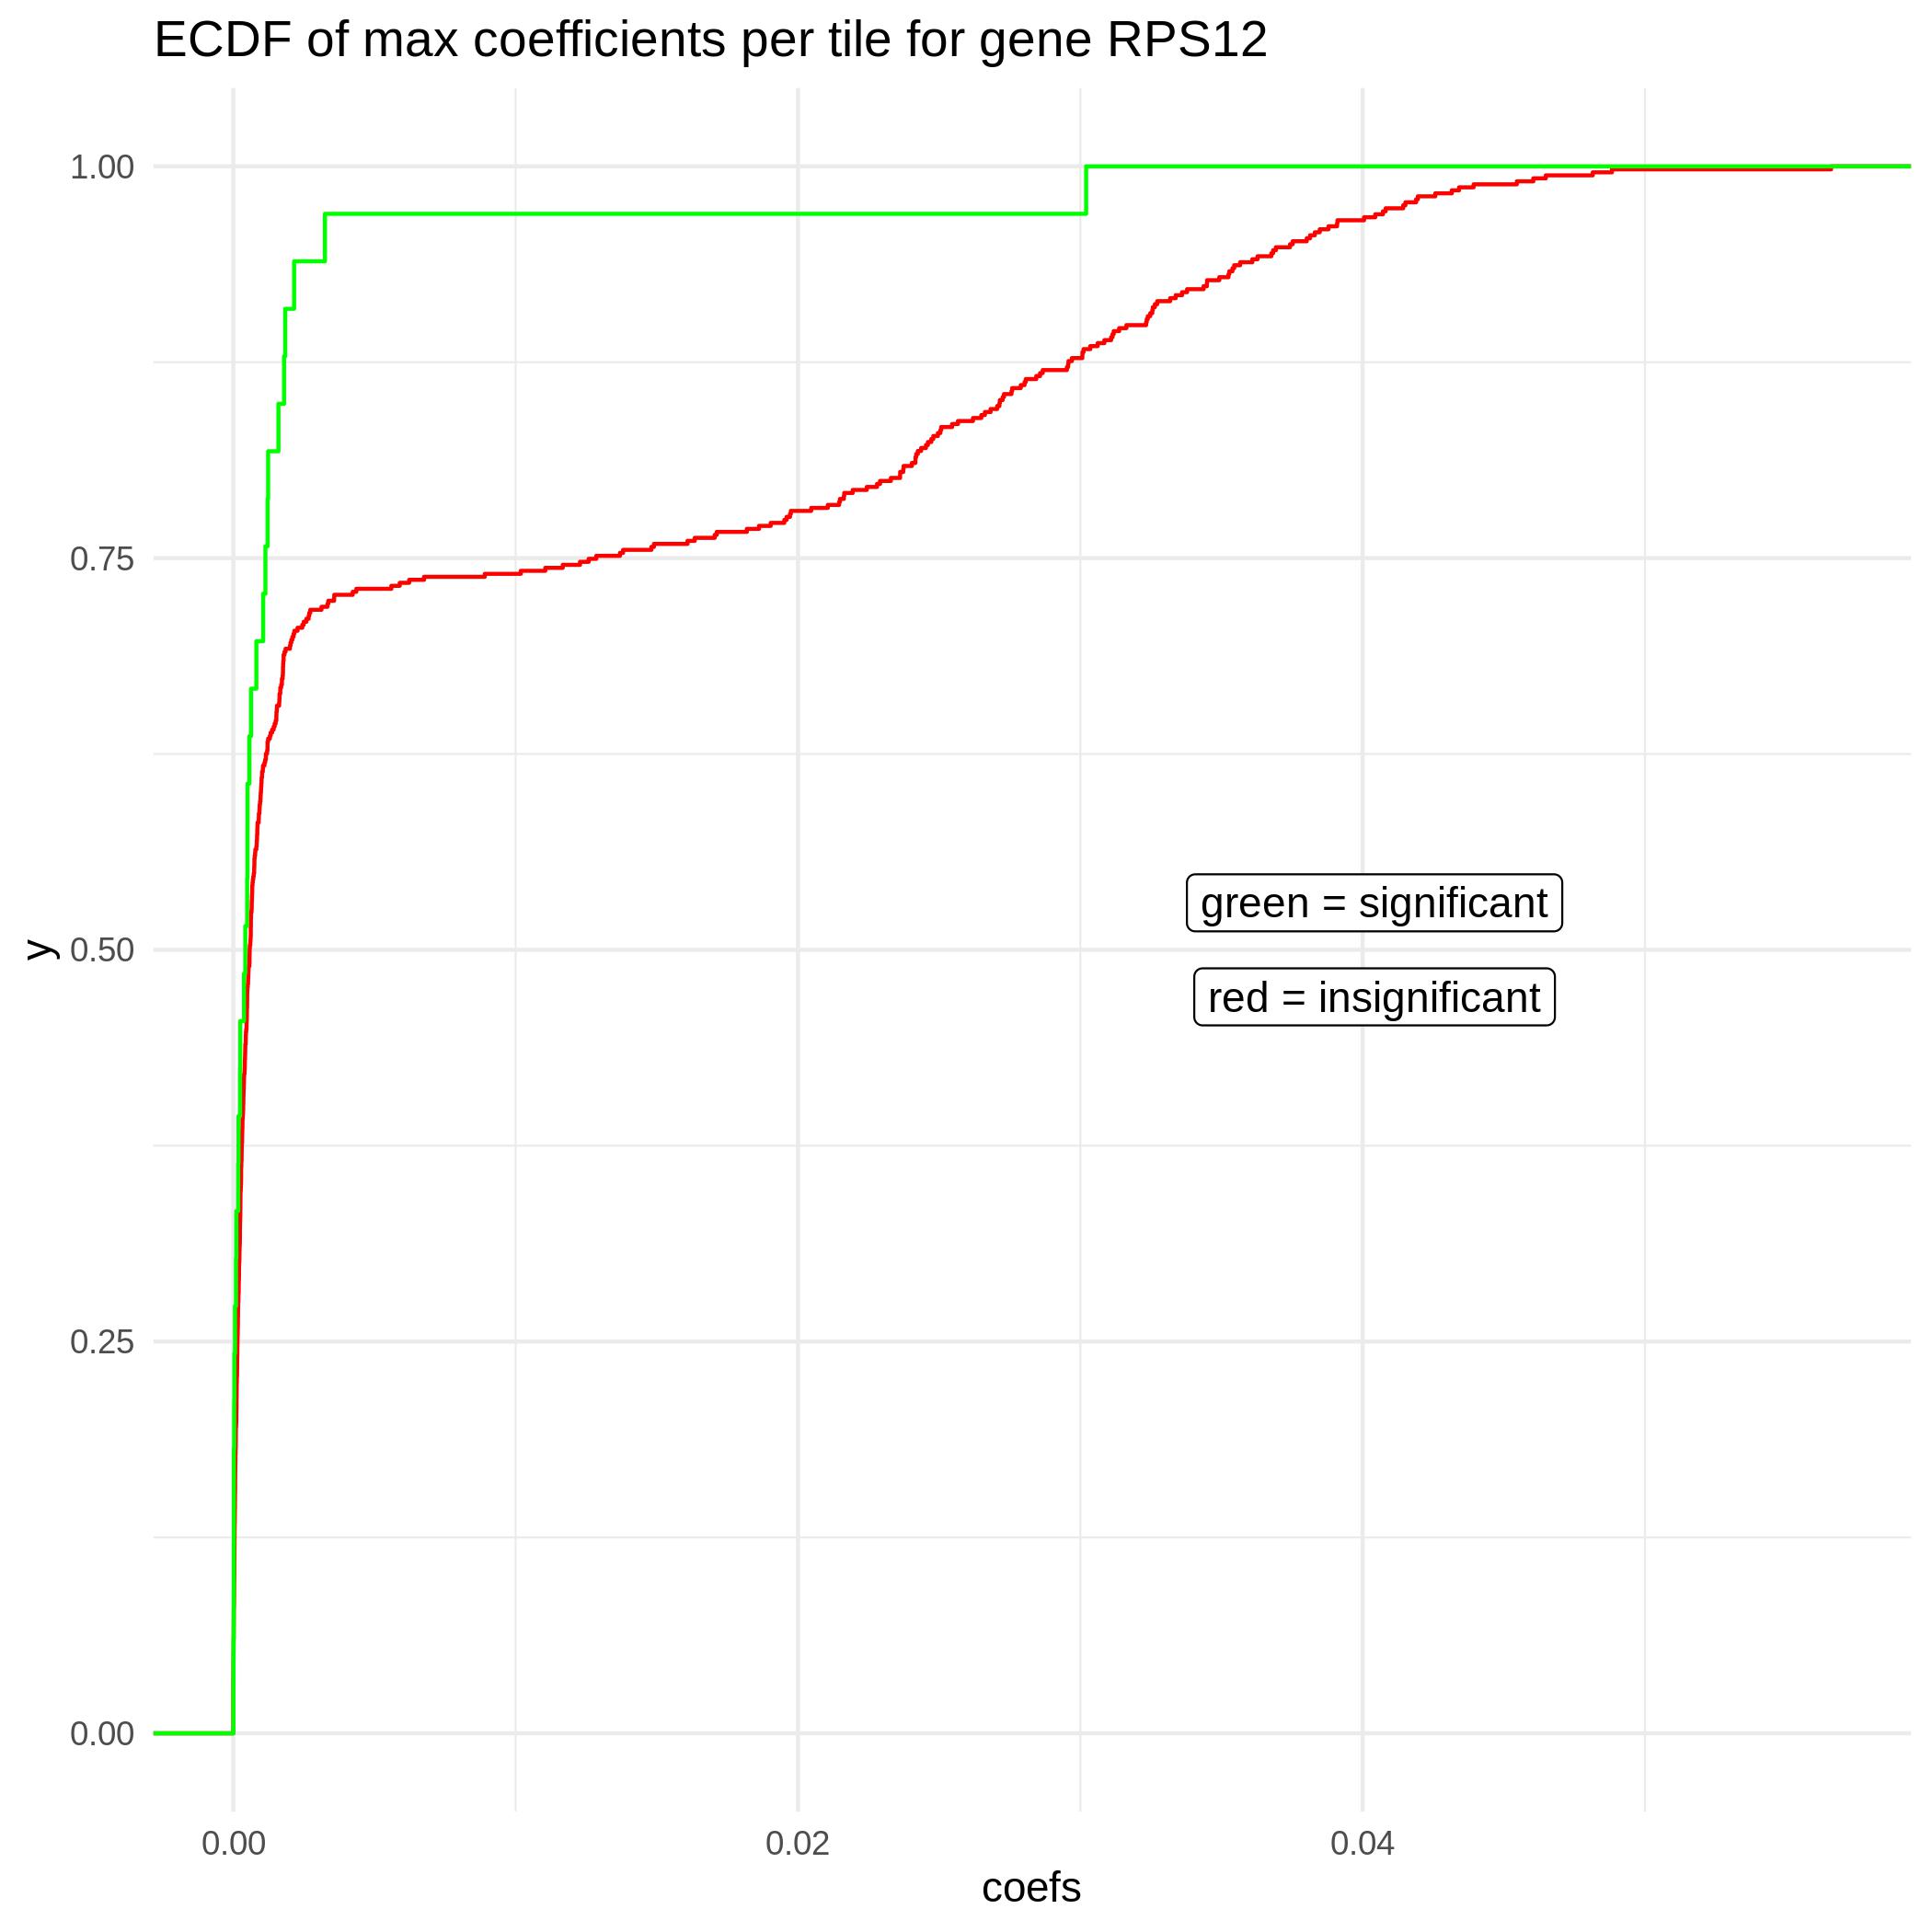 ECDF of max coefficients per tile for gene RPS12
1.00
0.75
0.50
0.25
0.00
y
green = significant
red = insignificant
0.00
0.02
0.04
coefs